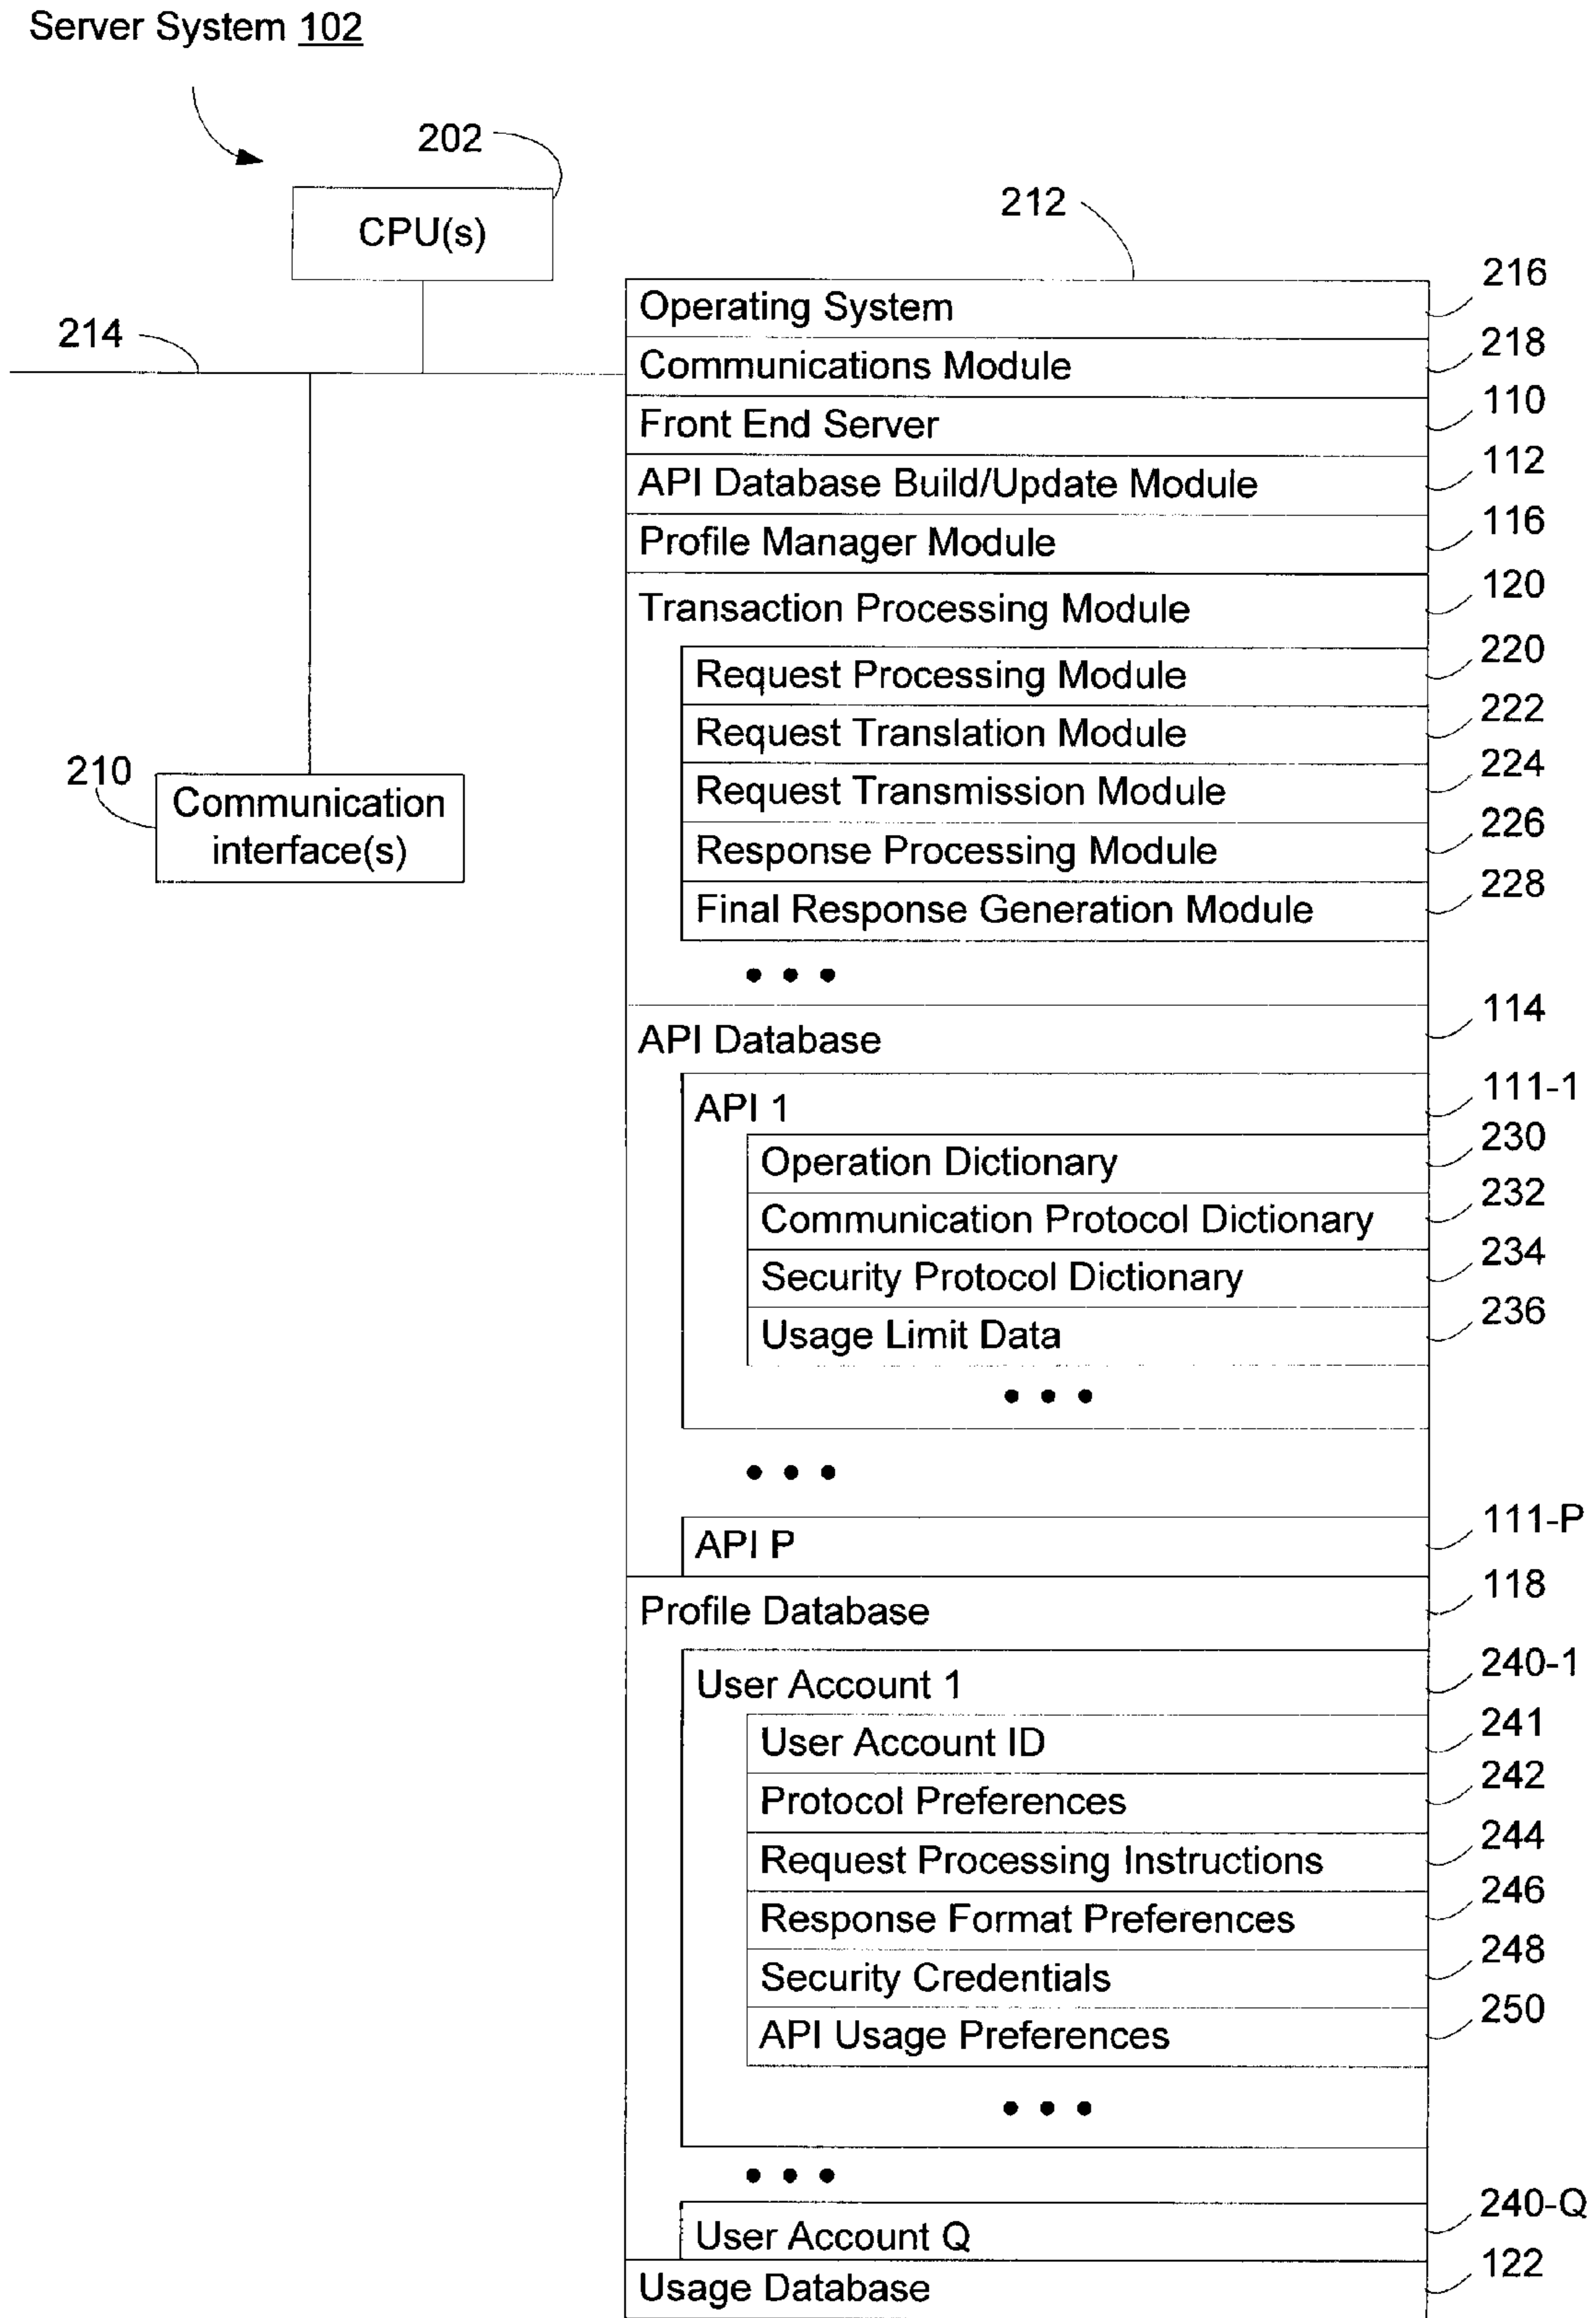 Server System 102
202
CPU(s)
212
214
210
Communication
interface(s)
Operating System 216
Communications Module 218
Front End Server 110
API Database Build/Update Module 112
Profile Manager Module 116
Transaction Processing Module 120
Request Processing Module 220
Request Translation Module 222
Request Transmission Module 224
Response Processing Module 226
Final Response Generation Module 228
• • •
API Database 114
API 1 111-1
Operation Dictionary 230
Communication Protocol Dictionary 232
Security Protocol Dictionary 234
Usage Limit Data 236
• • •
• • •
API P 111-P
Profile Database 118
User Account 1 240-1
User Account ID 241
Protocol Preferences 242
Request Processing Instructions 244
Response Format Preferences 246
Security Credentials 248
API Usage Preferences 250
• • •
• • •
User Account Q 240-Q
Usage Database 122